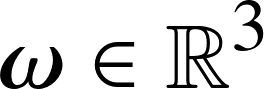 𝝎 ∈ ℝ³